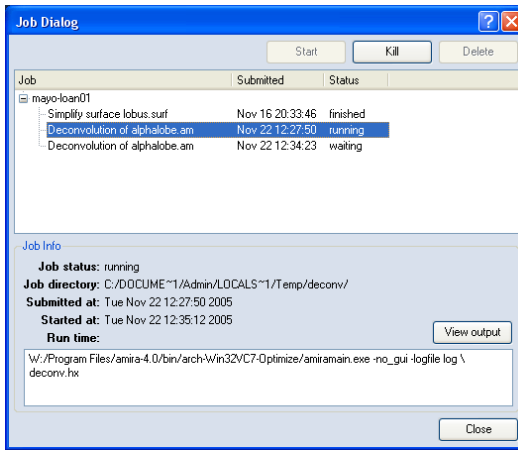 Job Dialog
Start Kill Delete
Job Submitted Status
mayo-loan01
Simplify surface lobus.surf Nov 16 20:33:46 finished
Deconvolution of alphalobe.am Nov 22 12:27:50 running
Deconvolution of alphalobe.am Nov 22 12:34:23 waiting
Job Info
Job status: running
Job directory: C:/DOCUME~1/Admin/LOCALS~1/Temp/deconv/
Submitted at: Tue Nov 22 12:27:50 2005
Started at: Tue Nov 22 12:35:12 2005
Run time:
View output
W:/Program Files/amira-4.0/bin/arch-Win32VC7-Optimize/amiramain.exe -no_gui -logfile log \
deconv.hx
Close